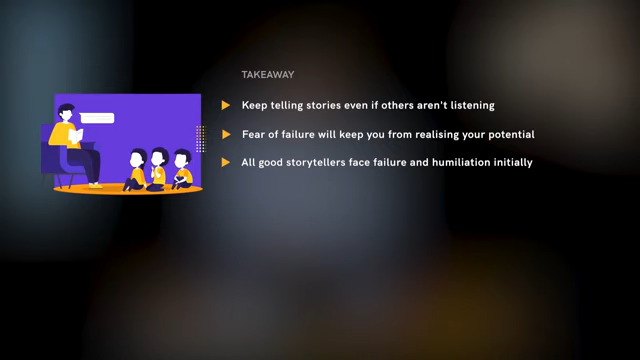 TAKEAWAY
Keep telling stories even if others aren't listening
Fear of failure will keep you from realising your potential
All good storytellers face failure and humiliation initially